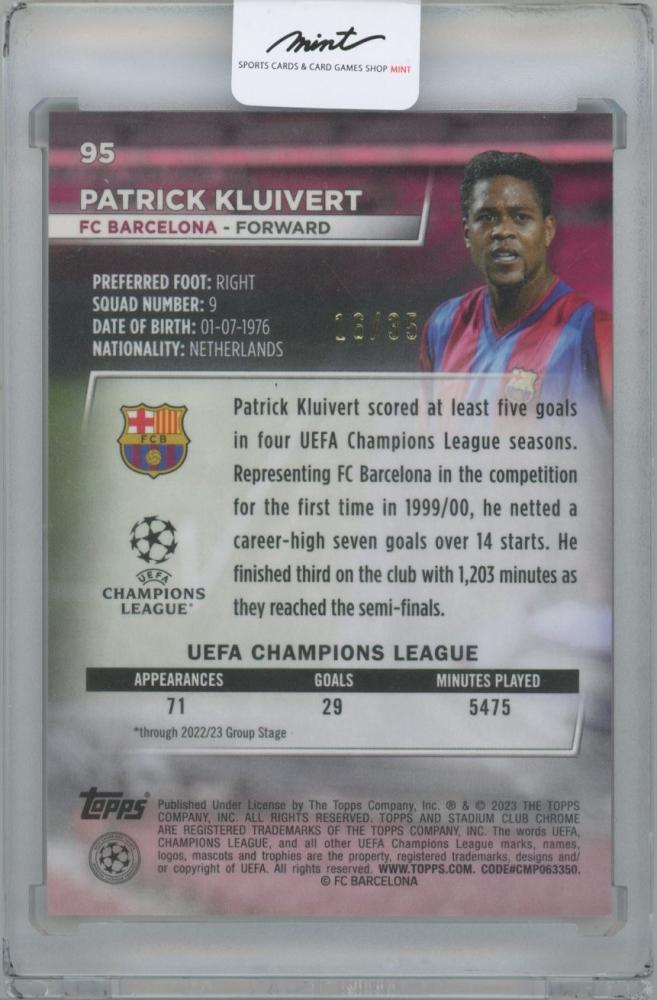 mint
SPORTS CARDS & CARD GAMES SHOP MINT
95
PATRICK KLUIVERT
FC BARCELONA - FORWARD
PREFERRED FOOT: RIGHT
SQUAD NUMBER: 9
DATE OF BIRTH: 01-07-1976
NATIONALITY: NETHERLANDS
FCB
Patrick Kluivert scored at least five goals
in four UEFA Champions League seasons.
Representing FC Barcelona in the competition
for the first time in 1999/00, he netted a
career-high seven goals over 14 starts. He
finished third on the club with 1,203 minutes as
they reached the semi-finals.
UEFA
CHAMPIONS
LEAGUE®
UEFA CHAMPIONS LEAGUE
APPEARANCES GOALS MINUTES PLAYED
71 29 5475
*through 2022/23 Group Stage
Topps®
Published Under License by The Topps Company, Inc. ® & © 2023 THE TOPPS
COMPANY, INC. ALL RIGHTS RESERVED. TOPPS AND STADIUM CLUB CHROME
ARE REGISTERED TRADEMARKS OF THE TOPPS COMPANY, INC. The words UEFA,
CHAMPIONS LEAGUE, and all other UEFA Champions League marks, names,
logos, mascots and trophies are the property, registered trademarks, designs and/
or copyright of UEFA. All rights reserved. WWW.TOPPS.COM. CODE#CMP063350.
© FC BARCELONA